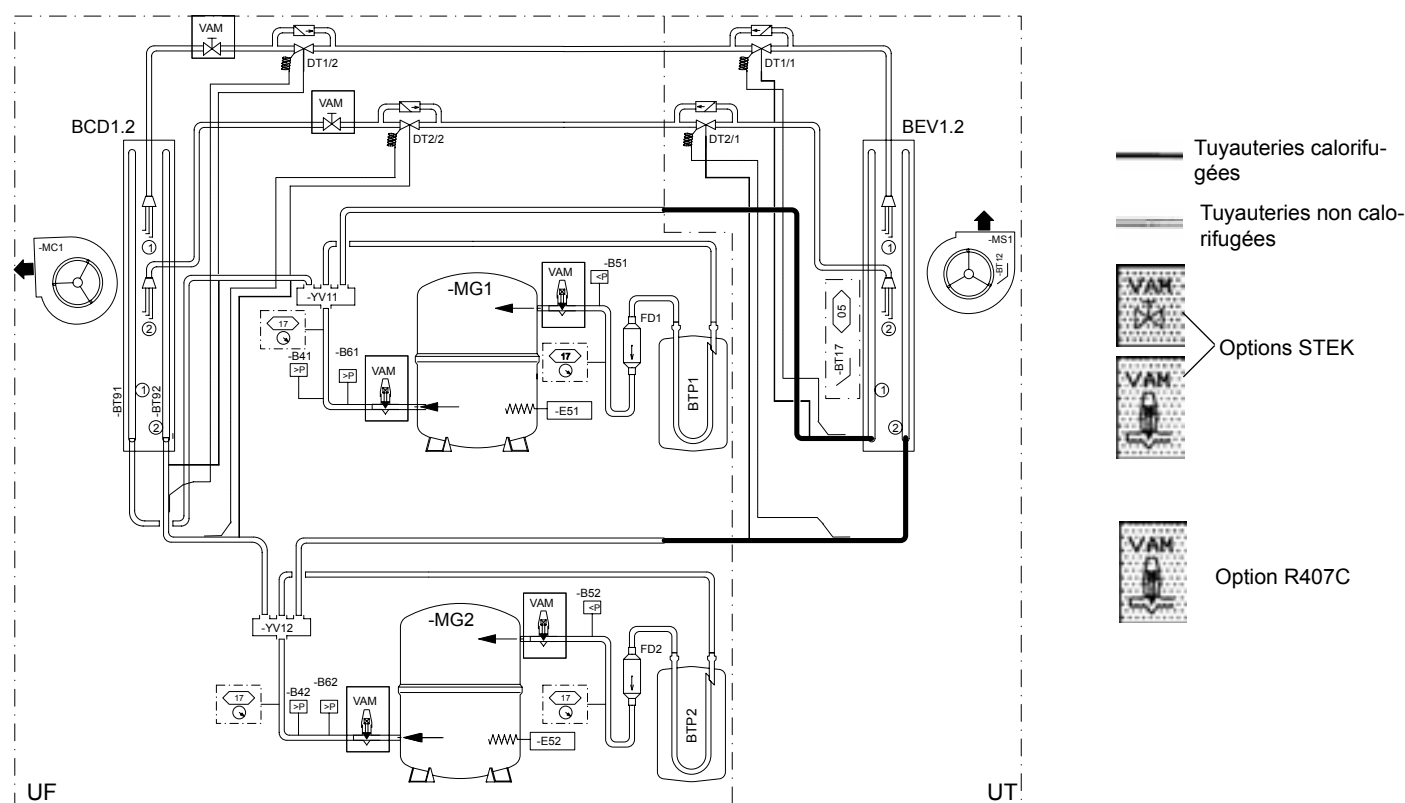 VAM
DT1/2
DT1/1
VAM
DT2/2
DT2/1
BCD1.2
BEV1.2
-MC1
1
2
1
2
-BT91
-BT92
-YV11
17
-B41
>P
-B61
>P
VAM
-MG1
VAM
-B51
<P
17
FD1
BTP1
-E51
05
-BT17
1
2
1
2
-MS1
-BT12
-YV12
17
-B42
>P
-B62
>P
VAM
-MG2
VAM
-B52
<P
17
FD2
BTP2
-E52
UF
UT
Tuyauteries calorifu-
gées
Tuyauteries non calo-
rifugées
VAM
VAM
Options STEK
VAM
Option R407C